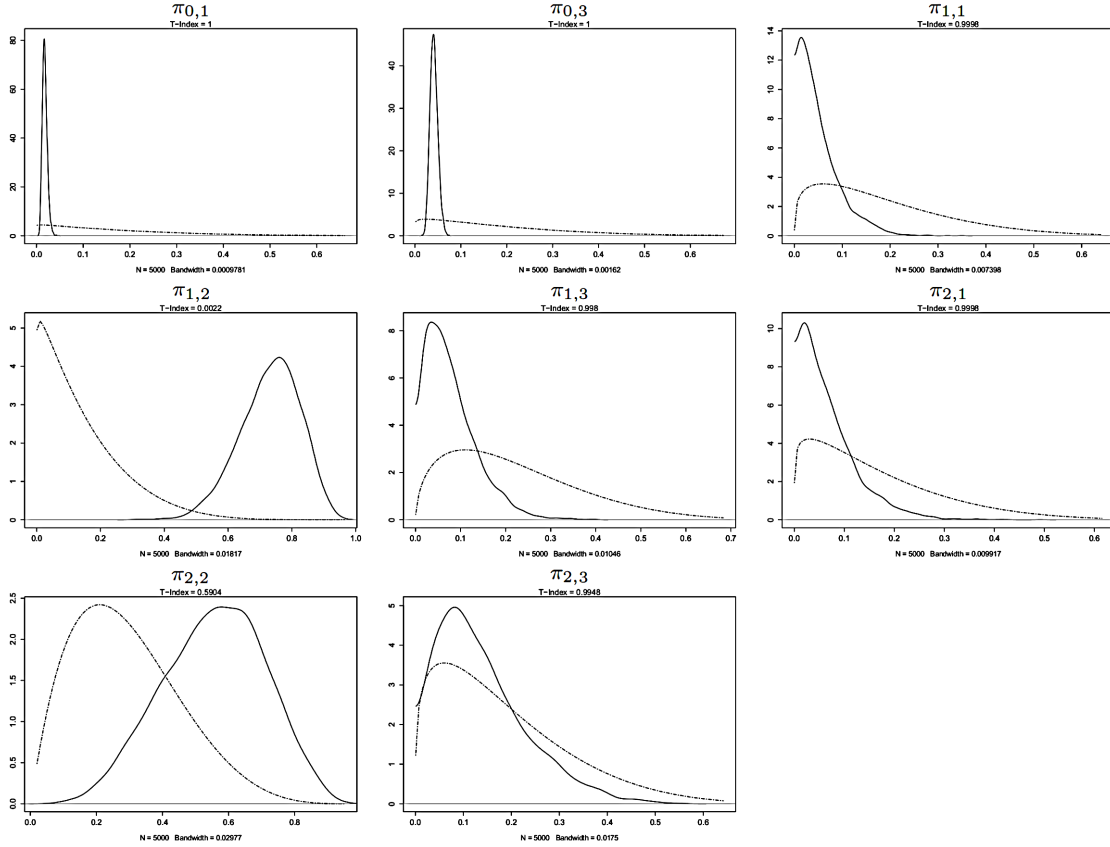 π0,1
T−Index = 1
80
60
40
20
0
0.0 0.1 0.2 0.3 0.4 0.5 0.6
N = 5000 Bandwidth = 0.0009781
π0,3
T−Index = 1
40
30
20
10
0
0.0 0.1 0.2 0.3 0.4 0.5 0.6
N = 5000 Bandwidth = 0.00162
π1,1
T−Index = 0.9998
14
12
10
8
6
4
2
0
0.0 0.1 0.2 0.3 0.4 0.5 0.6
N = 5000 Bandwidth = 0.007398
π1,2
T−Index = 0.0022
5
4
3
2
1
0
0.0 0.2 0.4 0.6 0.8 1.0
N = 5000 Bandwidth = 0.01817
π1,3
T−Index = 0.998
8
6
4
2
0
0.0 0.1 0.2 0.3 0.4 0.5 0.6 0.7
N = 5000 Bandwidth = 0.01046
π2,1
T−Index = 0.9998
10
8
6
4
2
0
0.0 0.1 0.2 0.3 0.4 0.5 0.6
N = 5000 Bandwidth = 0.009917
π2,2
T−Index = 0.5904
2.5
2.0
1.5
1.0
0.5
0.0
0.0 0.2 0.4 0.6 0.8
N = 5000 Bandwidth = 0.02977
π2,3
T−Index = 0.9948
5
4
3
2
1
0
0.0 0.1 0.2 0.3 0.4 0.5 0.6
N = 5000 Bandwidth = 0.0175